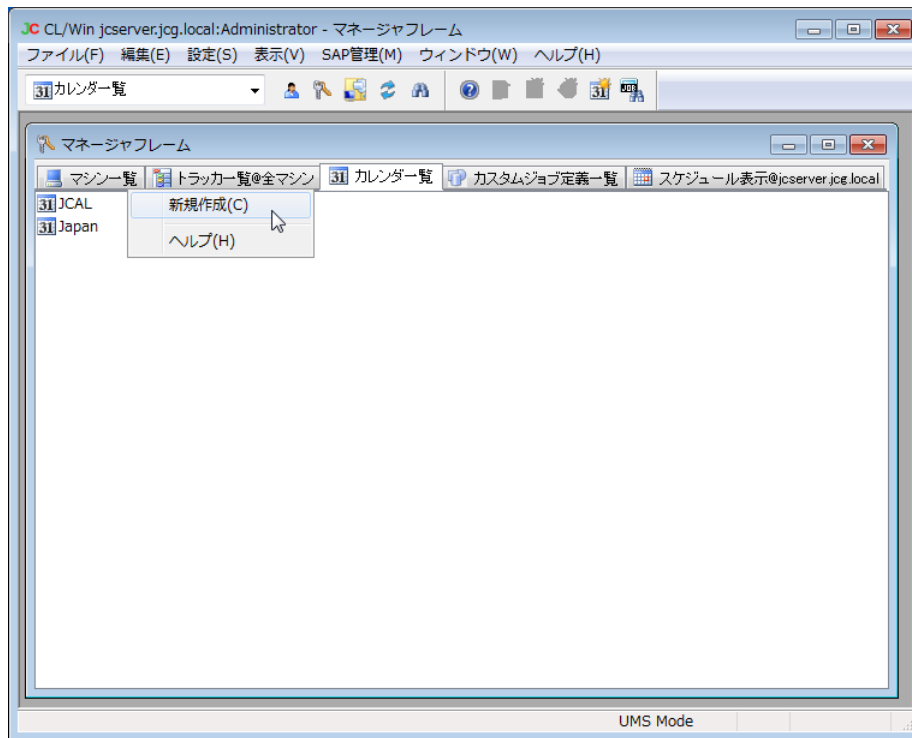 JC CL/Win jcserver.jcg.local:Administrator - マネージャフレーム
ファイル(F) 編集(E) 設定(S) 表示(V) SAP管理(M) ウィンドウ(W) ヘルプ(H)
31 カレンダー覧
マネージャフレーム
マシン一覧 トラッカー覧@全マシン 31 カレンダー覧 カスタムジョブ定義一覧 スケジュール表示@jcserver.jcg.local
31 JCAL
31 Japan
新規作成(C)
ヘルプ(H)
UMS Mode